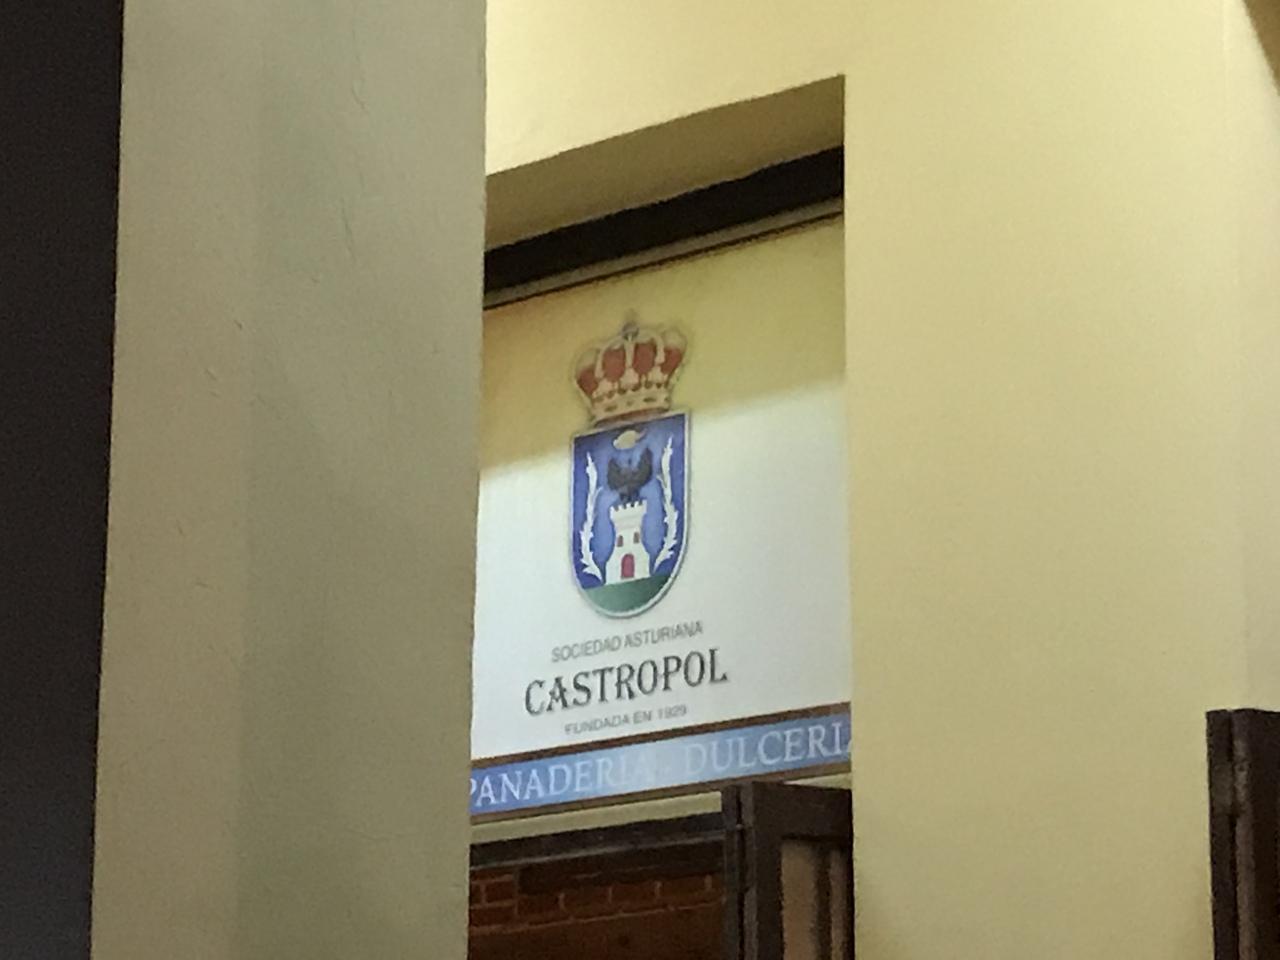 SOCIEDAD ASTURIANA
CASTROPOL
FUNDADA EN 1929
PANADERIA - DULCERIA